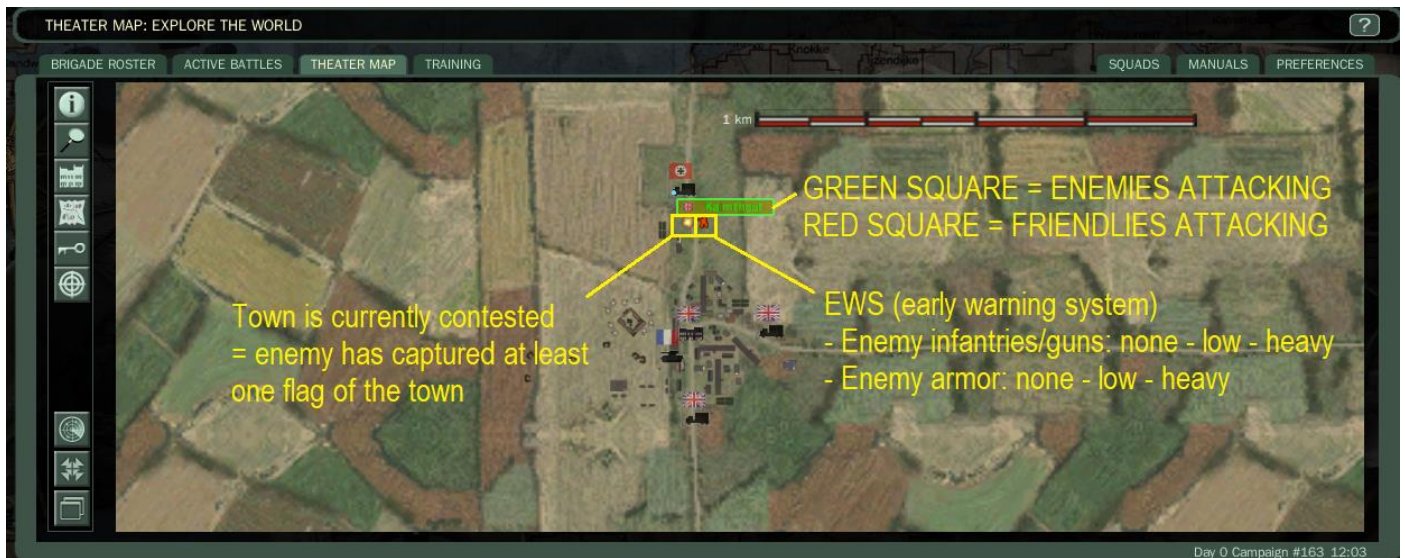 THEATER MAP: EXPLORE THE WORLD
?
Knokke
BRIGADE ROSTER ACTIVE BATTLES THEATER MAP TRAINING SQUADS MANUALS PREFERENCES
1 km
GREEN SQUARE = ENEMIES ATTACKING
RED SQUARE = FRIENDLIES ATTACKING
Town is currently contested
= enemy has captured at least
one flag of the town
EWS (early warning system)
- Enemy infantries/guns: none - low - heavy
- Enemy armor: none - low - heavy
Day 0 Campaign #163 12:03